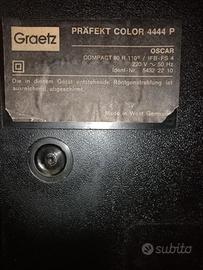 Graetz
PRÄFEKT COLOR 4444 P
OSCAR
COMPACT 80 R 110° / IFB-FS 4
220 V ~ 50 Hz
Ident-Nr. 5432 22 10
Die in diesem Gerät entstehende Röntgenstrahlung ist
ausreichend abgeschirmt.
Made in West Germany
subito